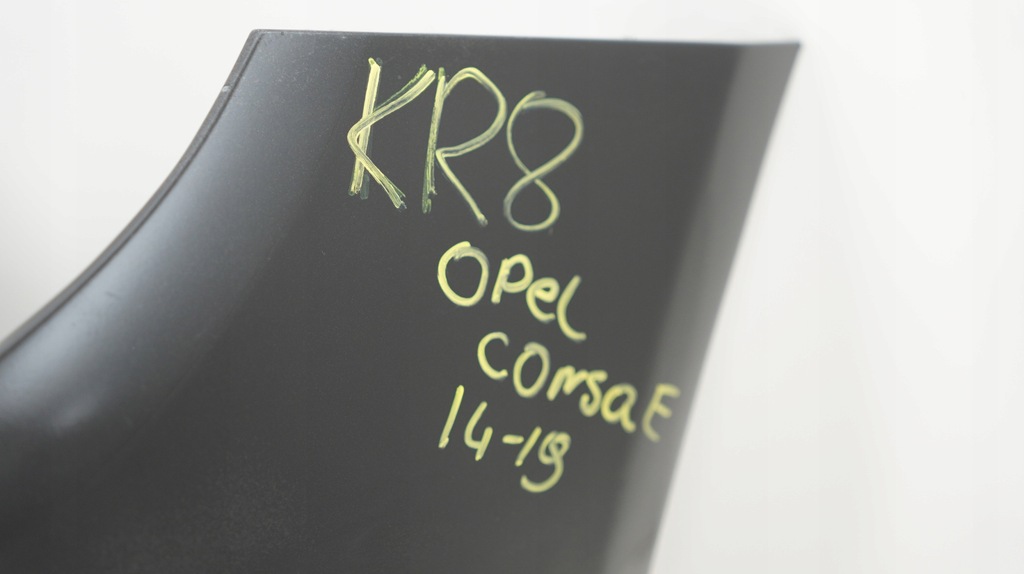 KR8
OPel
CORSA E
14-19